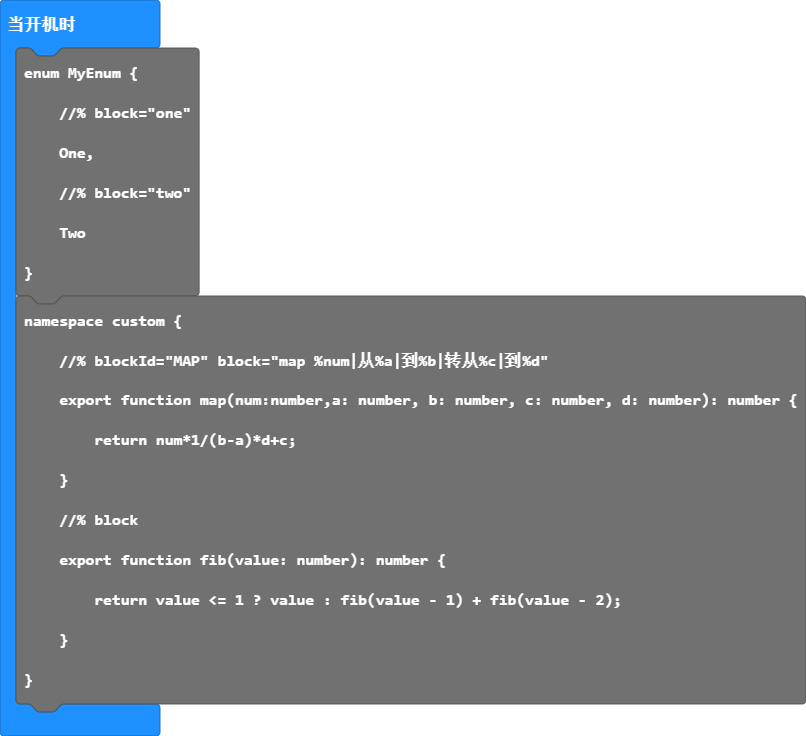 当开机时
enum MyEnum {
//% block="one"
One,
//% block="two"
Two
}
namespace custom {
//% blockId="MAP" block="map %num|从%a|到%b|转从%c|到%d"
export function map(num:number,a: number, b: number, c: number, d: number): number {
return num*1/(b-a)*d+c;
}
//% block
export function fib(value: number): number {
return value <= 1 ? value : fib(value - 1) + fib(value - 2);
}
}